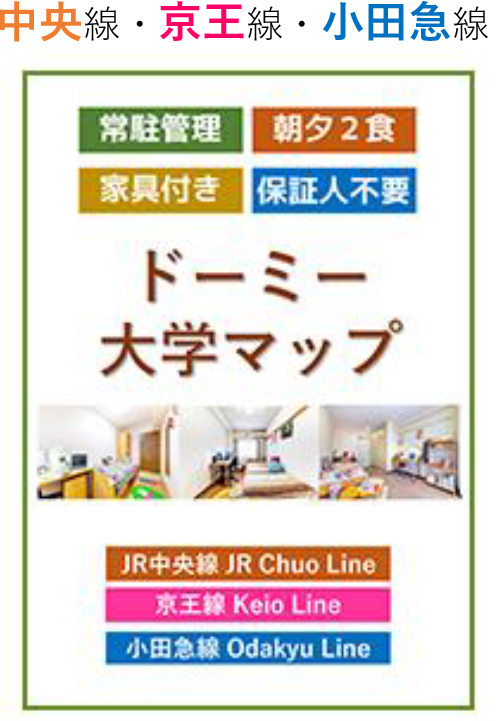 中央線・京王線・小田急線
常駐管理 朝夕２食
家具付き 保証人不要
ドーミー
大学マップ
JR中央線 JR Chuo Line
京王線 Keio Line
小田急線 Odakyu Line